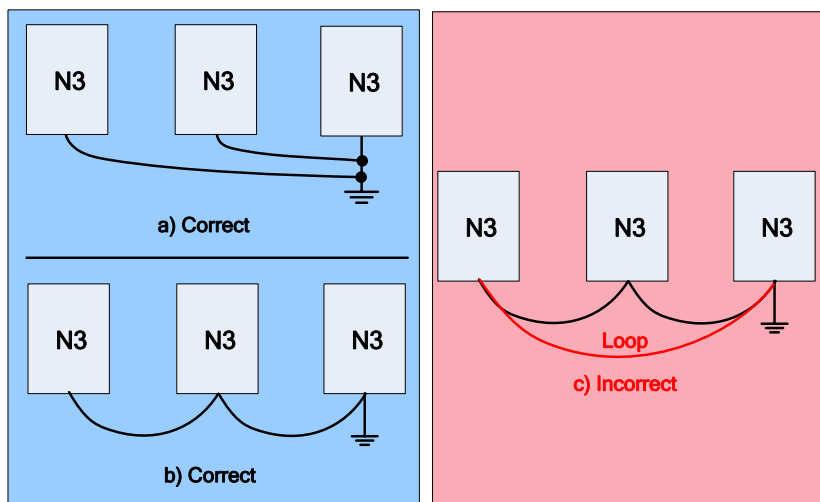 N3 N3 N3
a) Correct
N3 N3 N3
b) Correct
N3 N3 N3
Loop
c) Incorrect